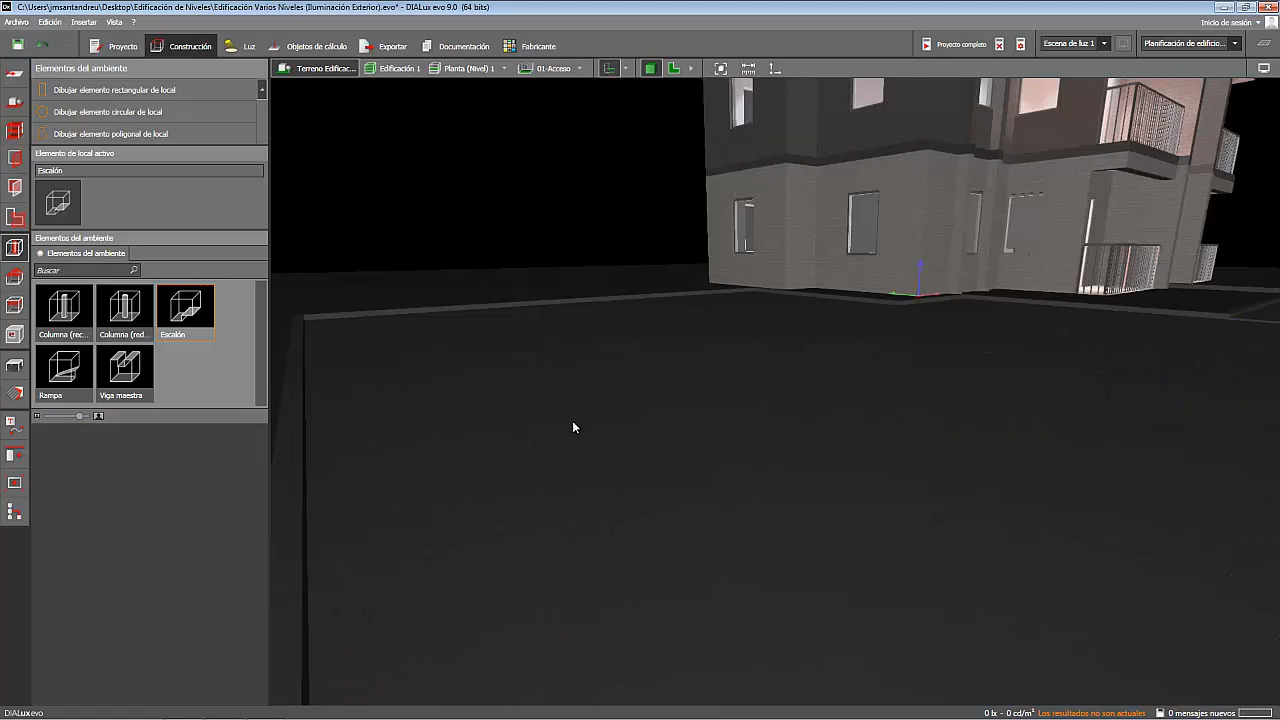 C:\Users\jmsantandreu\Desktop\Edificación de Niveles\Edificación Varios Niveles (Iluminación Exterior).evo* - DIALux evo 9.0 (64 bits)
Archivo Edición Insertar Vista ? Inicio de sesión
Proyecto Construcción Luz Objetos de cálculo Exportar Documentación Fabricante Proyecto completo Escena de luz 1 Planificación de edificio...
Elementos del ambiente
Terreno Edificac... Edificación 1 Planta (Nivel) 1 01-Acceso
Dibujar elemento rectangular de local
Dibujar elemento circular de local
Dibujar elemento poligonal de local
Elemento de local activo
Escalón
Elementos del ambiente
Elementos del ambiente
Buscar
Columna (rec... Columna (red... Escalón
Rampa Viga maestra
DIALux evo 0 lx - 0 cd/m² Los resultados no son actuales 0 mensajes nuevos